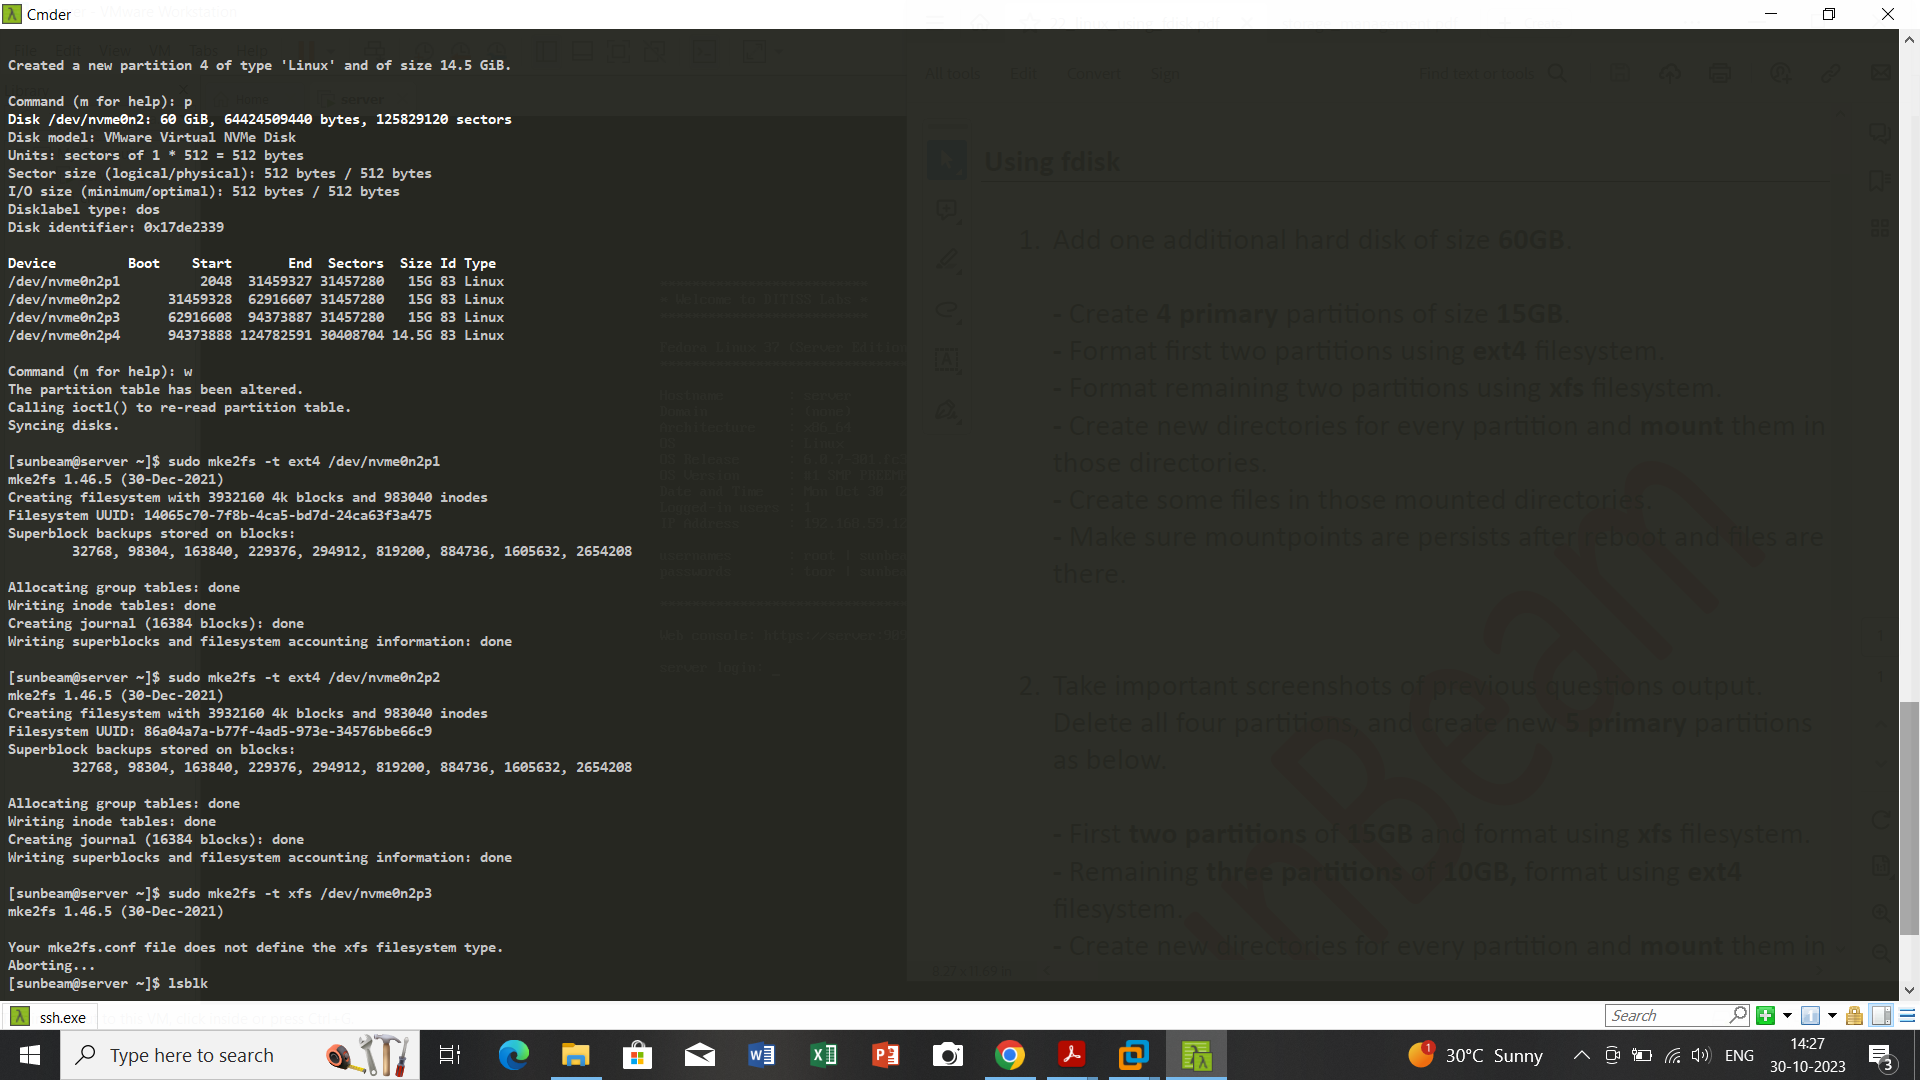 Cmder
Created a new partition 4 of type 'Linux' and of size 14.5 GiB.
Command (m for help): p
Disk /dev/nvme0n2: 60 GiB, 64424509440 bytes, 125829120 sectors
Disk model: VMware Virtual NVMe Disk
Units: sectors of 1 * 512 = 512 bytes
Sector size (logical/physical): 512 bytes / 512 bytes
I/O size (minimum/optimal): 512 bytes / 512 bytes
Disklabel type: dos
Disk identifier: 0x17de2339
Device Boot Start End Sectors Size Id Type
/dev/nvme0n2p1 2048 31459327 31457280 15G 83 Linux
/dev/nvme0n2p2 31459328 62916607 31457280 15G 83 Linux
/dev/nvme0n2p3 62916608 94373887 31457280 15G 83 Linux
/dev/nvme0n2p4 94373888 124782591 30408704 14.5G 83 Linux
Command (m for help): w
The partition table has been altered.
Calling ioctl() to re-read partition table.
Syncing disks.
[sunbeam@server ~]$ sudo mke2fs -t ext4 /dev/nvme0n2p1
mke2fs 1.46.5 (30-Dec-2021)
Creating filesystem with 3932160 4k blocks and 983040 inodes
Filesystem UUID: 14065c70-7f8b-4ca5-bd7d-24ca63f3a475
Superblock backups stored on blocks:
32768, 98304, 163840, 229376, 294912, 819200, 884736, 1605632, 2654208
Allocating group tables: done
Writing inode tables: done
Creating journal (16384 blocks): done
Writing superblocks and filesystem accounting information: done
[sunbeam@server ~]$ sudo mke2fs -t ext4 /dev/nvme0n2p2
mke2fs 1.46.5 (30-Dec-2021)
Creating filesystem with 3932160 4k blocks and 983040 inodes
Filesystem UUID: 86a04a7a-b77f-4ad5-973e-34576bbe66c9
Superblock backups stored on blocks:
32768, 98304, 163840, 229376, 294912, 819200, 884736, 1605632, 2654208
Allocating group tables: done
Writing inode tables: done
Creating journal (16384 blocks): done
Writing superblocks and filesystem accounting information: done
[sunbeam@server ~]$ sudo mke2fs -t xfs /dev/nvme0n2p3
mke2fs 1.46.5 (30-Dec-2021)
Your mke2fs.conf file does not define the xfs filesystem type.
Aborting...
[sunbeam@server ~]$ lsblk
All tools Edit Convert Sign
Find text or tools
Using fdisk
1. Add one additional hard disk of size 60GB.
- Create 4 primary partitions of size 15GB.
- Format first two partitions using ext4 filesystem.
- Format remaining two partitions using xfs filesystem.
- Create new directories for every partition and mount them in
those directories.
- Create some files in those mounted directories.
- Make sure mountpoints are persists after reboot and files are
there.
2. Take important screenshots of previous questions output.
Delete all four partitions and create new 5 primary partitions
as below.
- First two partitions of 15GB and format using xfs filesystem.
- Remaining three partitions of 10GB, format using ext4
filesystem.
- Create new directories for every partition and mount them in
ssh.exe
Search
Type here to search
1
30°C Sunny
ENG
14:27
30-10-2023
3